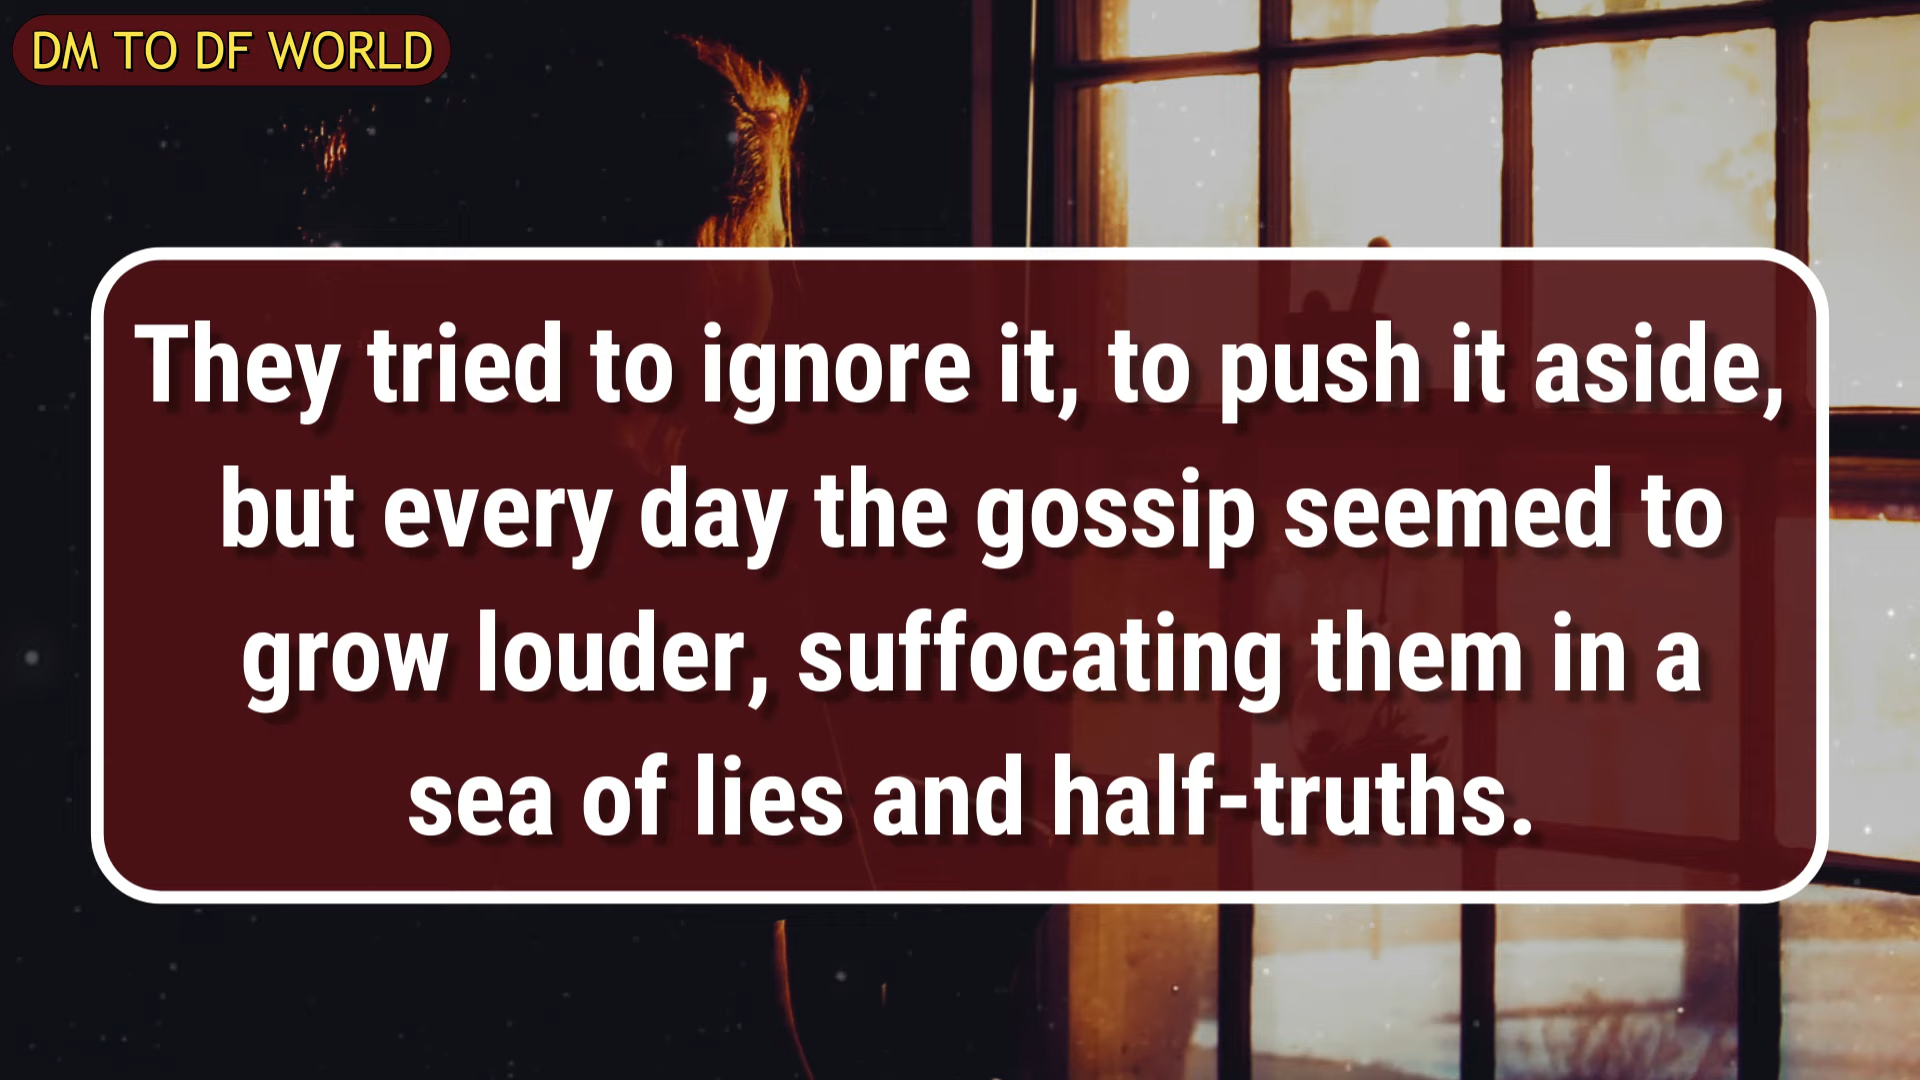 DM TO DF WORLD
They tried to ignore it, to push it aside,
but every day the gossip seemed to
grow louder, suffocating them in a
sea of lies and half-truths.